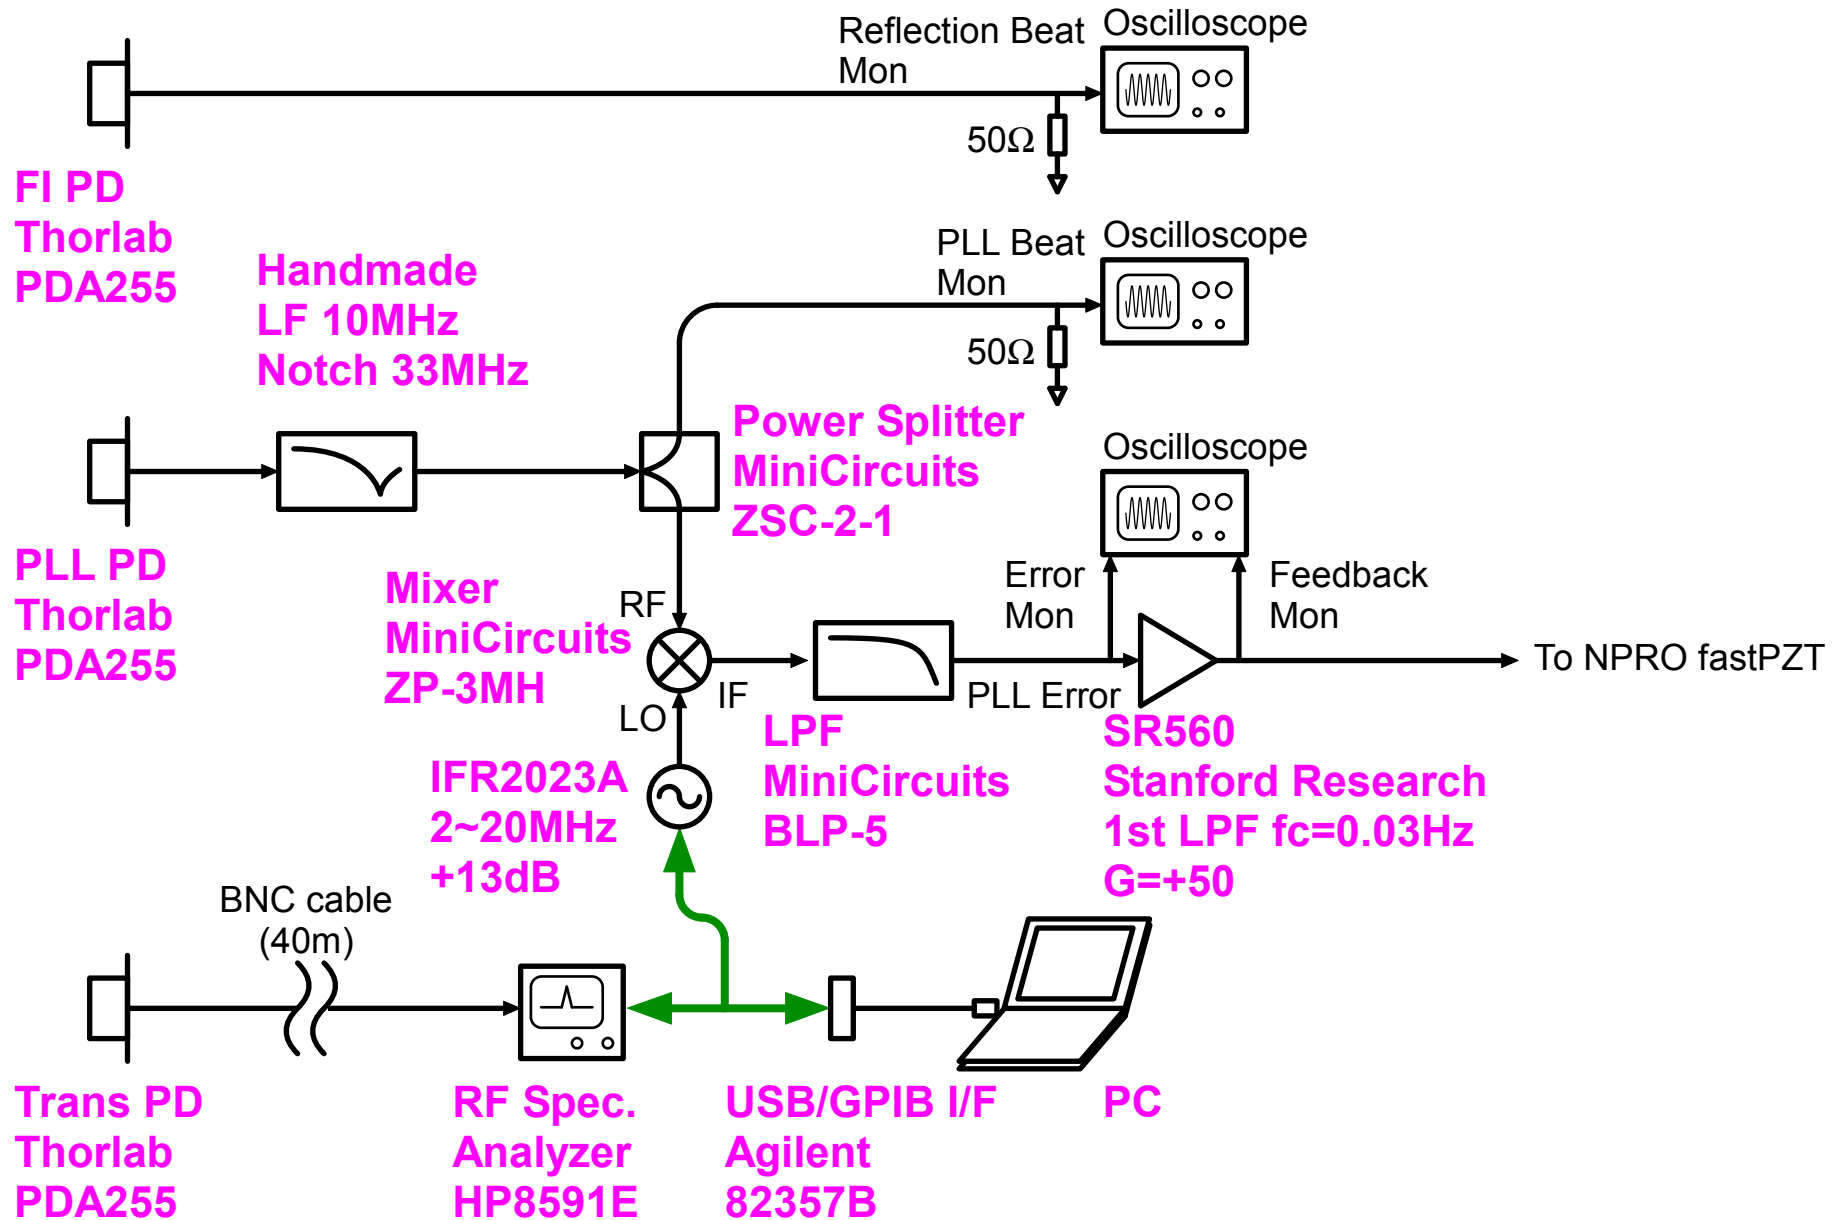 Reflection Beat
Mon
Oscilloscope
50Ω
FI PD
Thorlab
PDA255
Handmade
LF 10MHz
Notch 33MHz
PLL Beat
Mon
Oscilloscope
50Ω
Power Splitter
MiniCircuits
ZSC-2-1
Oscilloscope
PLL PD
Thorlab
PDA255
Mixer
MiniCircuits
ZP-3MH
RF
LO
IF
Error
Mon
Feedback
Mon
To NPRO fastPZT
PLL Error
LPF
MiniCircuits
BLP-5
SR560
Stanford Research
1st LPF fc=0.03Hz
G=+50
IFR2023A
2~20MHz
+13dB
BNC cable
(40m)
Trans PD
Thorlab
PDA255
RF Spec.
Analyzer
HP8591E
USB/GPIB I/F
Agilent
82357B
PC